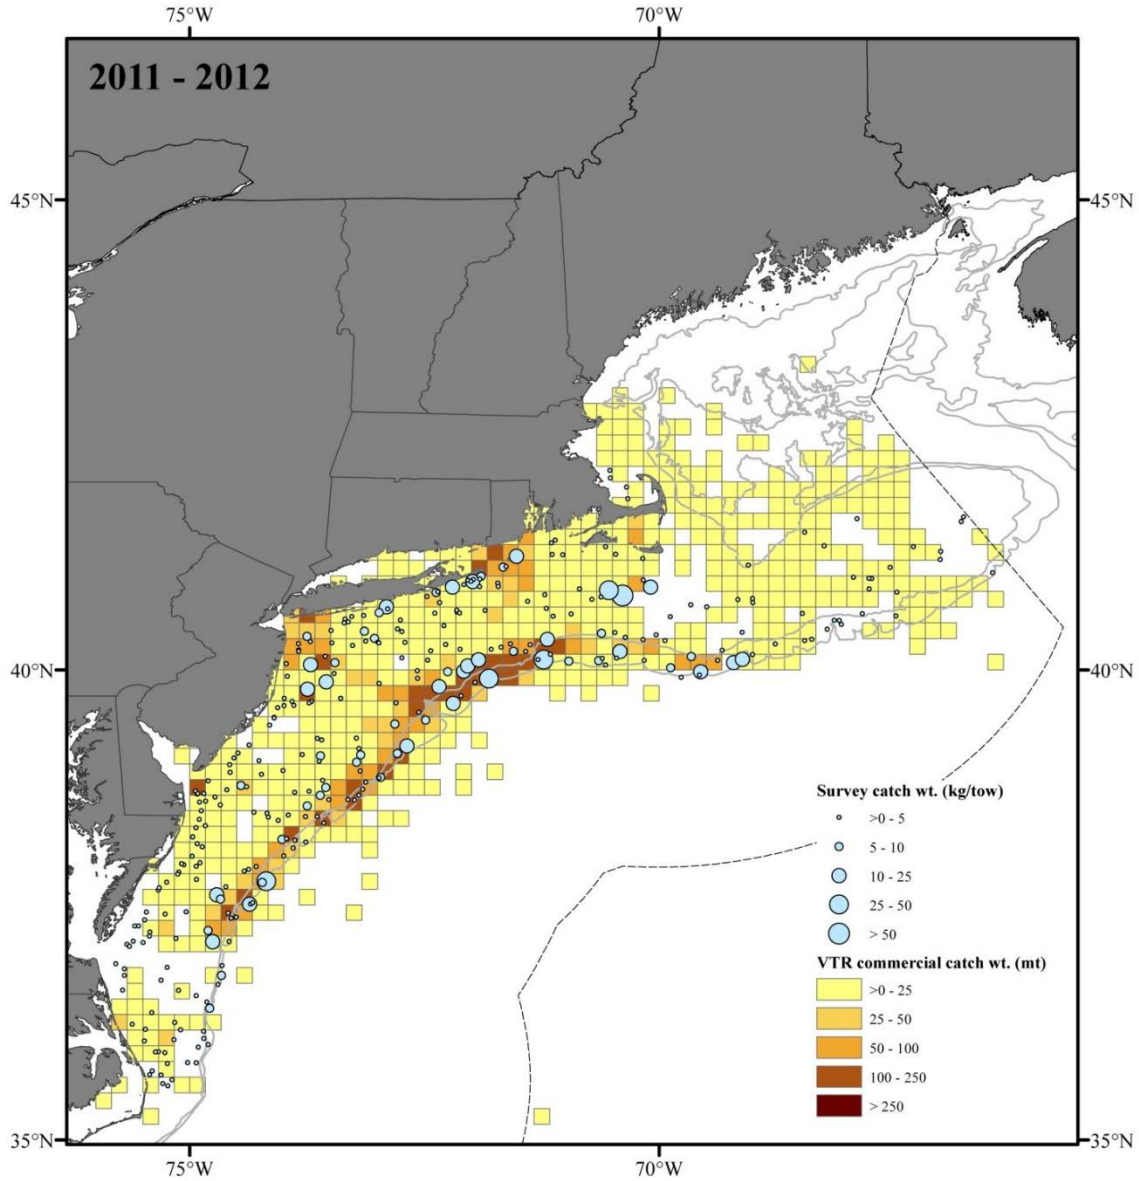 75°W 70°W
2011 - 2012
45°N 45°N
40°N 40°N
Survey catch wt. (kg/tow)
>0 - 5
5 - 10
10 - 25
25 - 50
> 50
VTR commercial catch wt. (mt)
>0 - 25
25 - 50
50 - 100
100 - 250
> 250
35°N 35°N
75°W 70°W